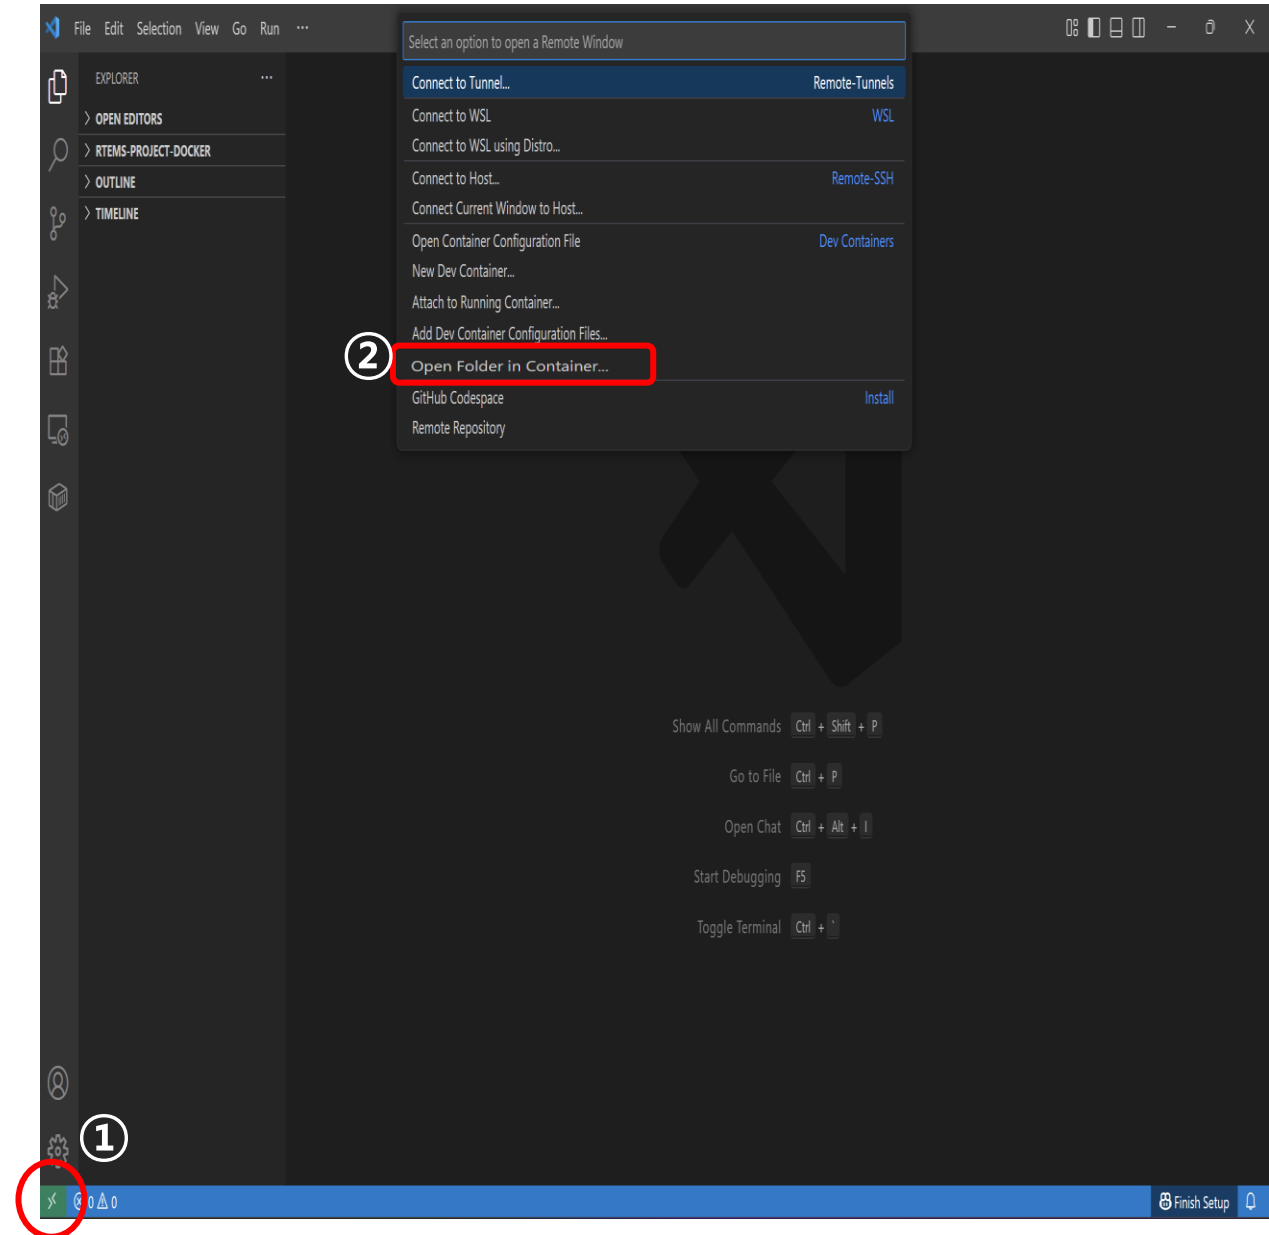 File Edit Selection View Go Run ···
Select an option to open a Remote Window
EXPLORER ···
OPEN EDITORS
RTEMS-PROJECT-DOCKER
OUTLINE
TIMELINE
Connect to Tunnel... Remote-Tunnels
Connect to WSL WSL
Connect to WSL using Distro...
Connect to Host... Remote-SSH
Connect Current Window to Host...
Open Container Configuration File Dev Containers
New Dev Container...
Attach to Running Container...
Add Dev Container Configuration Files...
② Open Folder in Container...
GitHub Codespace Install
Remote Repository
Show All Commands Ctrl + Shift + P
Go to File Ctrl + P
Open Chat Ctrl + Alt + I
Start Debugging F5
Toggle Terminal Ctrl + `
①
0 0
Finish Setup